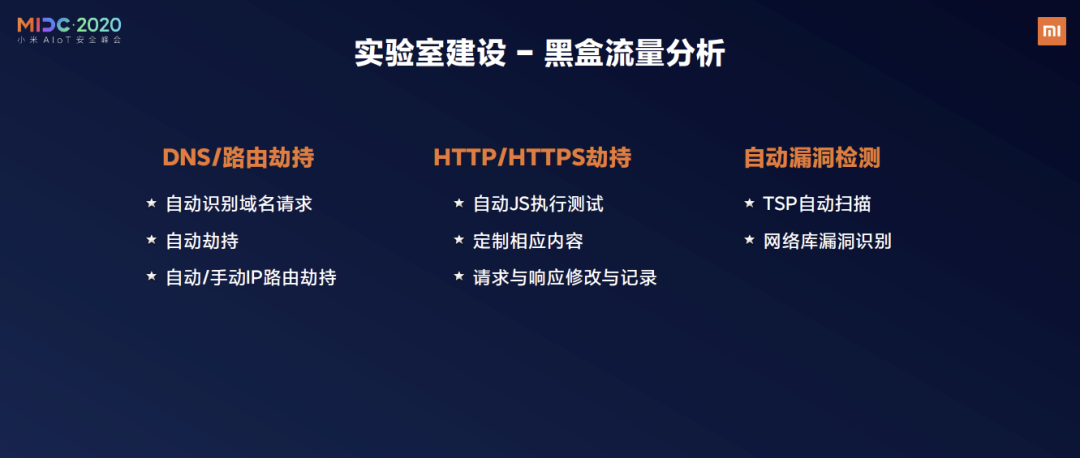 MIDC·2020
小米 AIoT 安全峰会
MI
实验室建设 – 黑盒流量分析
DNS/路由劫持
★ 自动识别域名请求
★ 自动劫持
★ 自动/手动IP路由劫持
HTTP/HTTPS劫持
★ 自动JS执行测试
★ 定制相应内容
★ 请求与响应修改与记录
自动漏洞检测
★ TSP自动扫描
★ 网络库漏洞识别